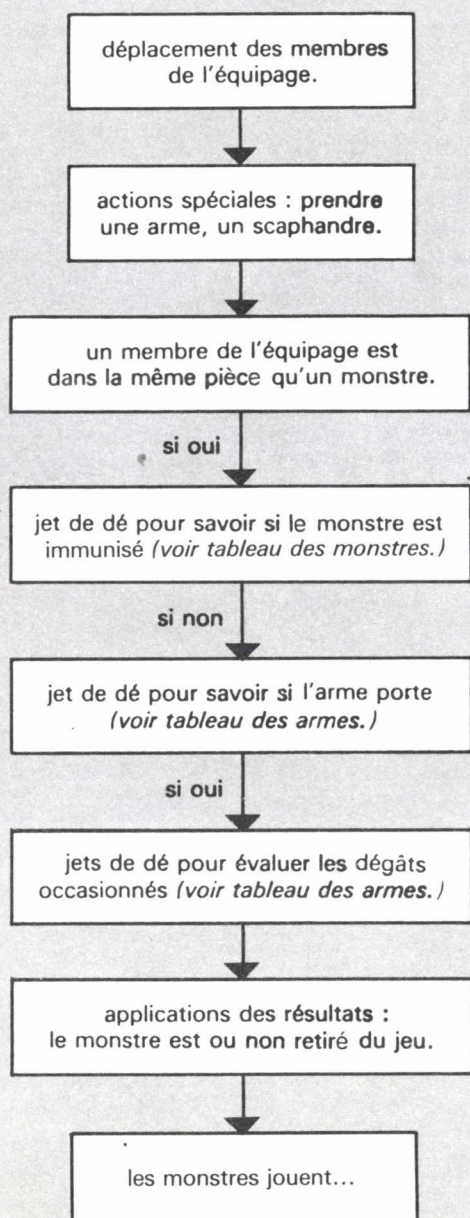 déplacement des membres
de l'équipage.
actions spéciales : prendre
une arme, un scaphandre.
un membre de l'équipage est
dans la même pièce qu'un monstre.
si oui
jet de dé pour savoir si le monstre est
immunisé (voir tableau des monstres.)
si non
jet de dé pour savoir si l'arme porte
(voir tableau des armes.)
si oui
jets de dé pour évaluer les dégâts
occasionnés (voir tableau des armes.)
applications des résultats :
le monstre est ou non retiré du jeu.
les monstres jouent...